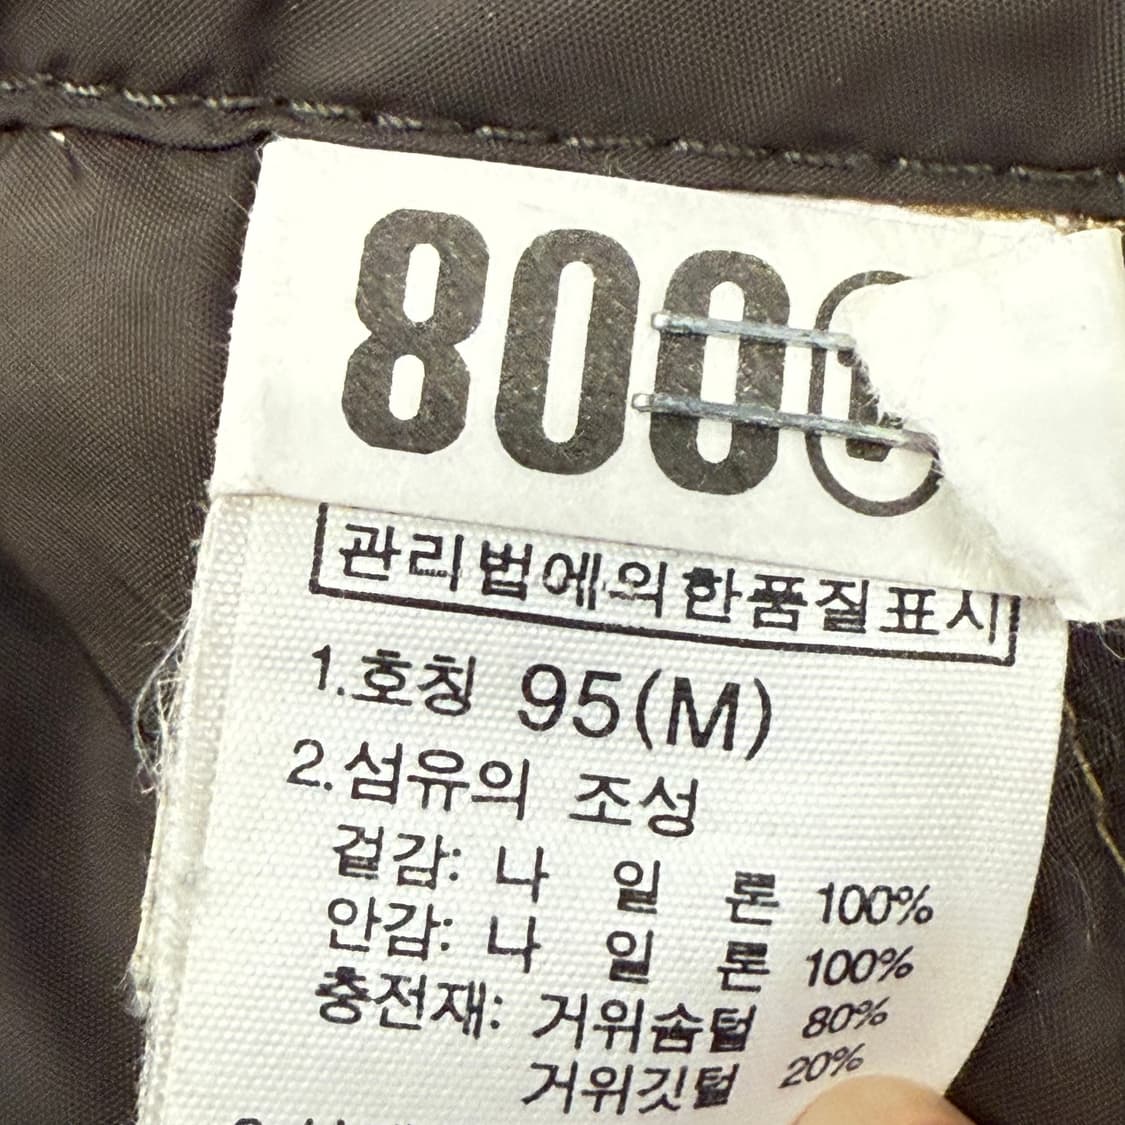 800
관리법에의한품질표시
1.호칭 95(M)
2.섬유의 조성
겉감: 나 일 론 100%
안감: 나 일 론 100%
충전재: 거위솜털 80%
거위깃털 20%